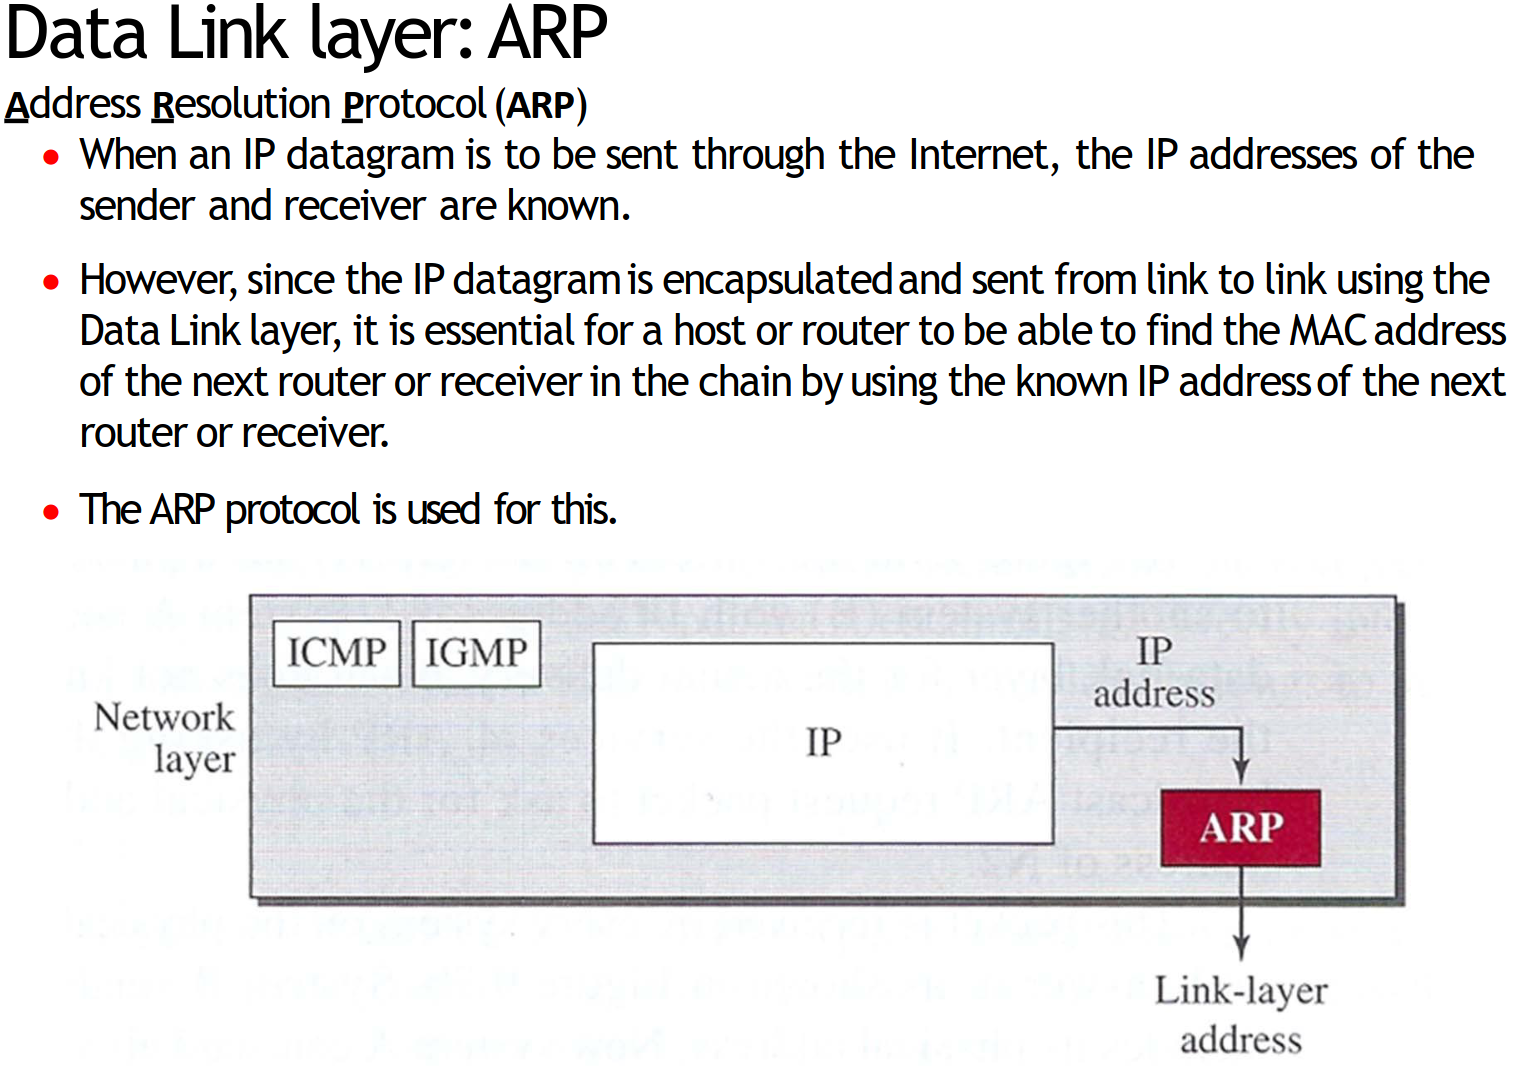 Data Link layer: ARP
Address Resolution Protocol (ARP)
When an IP datagram is to be sent through the Internet, the IP addresses of the
sender and receiver are known.
However, since the IP datagram is encapsulated and sent from link to link using the
Data Link layer, it is essential for a host or router to be able to find the MAC address
of the next router or receiver in the chain by using the known IP address of the next
router or receiver.
The ARP protocol is used for this.
ICMP IGMP
Network
layer
IP
IP
address
ARP
Link-layer
address